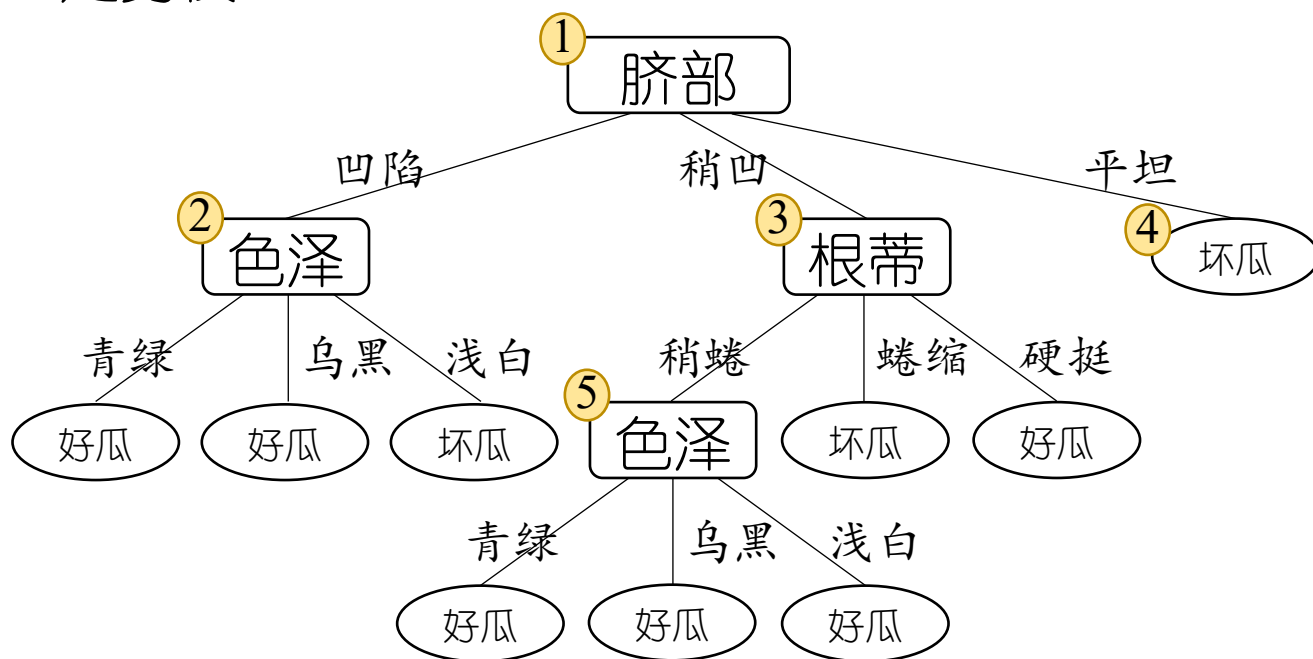 1
脐部
凹陷 稍凹 平坦
2 3 4
色泽 根蒂 坏瓜
青绿 乌黑 浅白 稍蜷 蜷缩 硬挺
5
好瓜 好瓜 坏瓜 色泽 坏瓜 好瓜
青绿 乌黑 浅白
好瓜 好瓜 好瓜